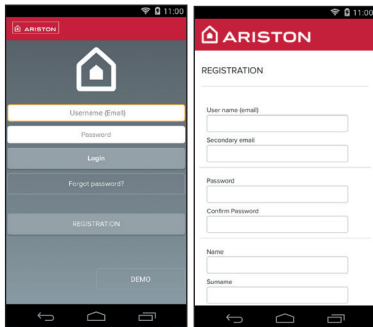 11:00
ARISTON
Username (Email)
Password
Login
Forgot password?
REGISTRATION
DEMO
11:00
ARISTON
REGISTRATION
User name (email)
Secondary email
Password
Confirm Password
Name
Surname